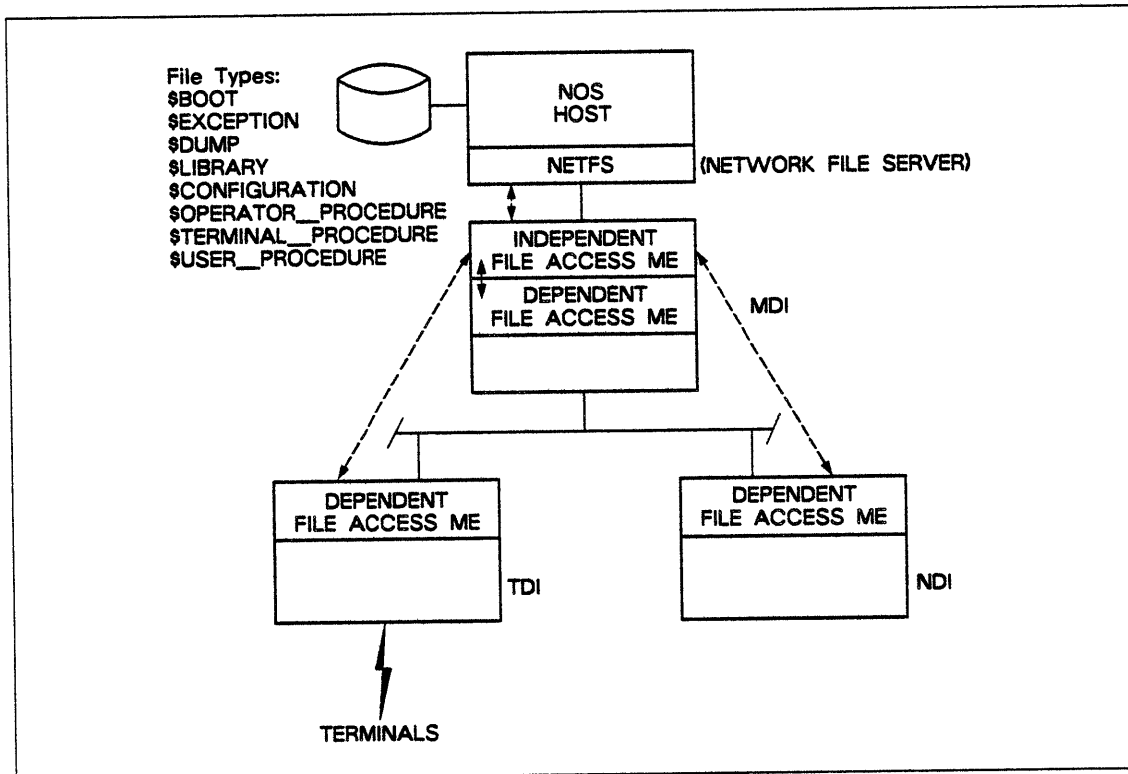 File Types:
$BOOT
$EXCEPTION
$DUMP
$LIBRARY
$CONFIGURATION
$OPERATOR__PROCEDURE
$TERMINAL__PROCEDURE
$USER__PROCEDURE
NOS
HOST
NETFS
(NETWORK FILE SERVER)
INDEPENDENT
FILE ACCESS ME
DEPENDENT
FILE ACCESS ME
MDI
DEPENDENT
FILE ACCESS ME
TDI
DEPENDENT
FILE ACCESS ME
NDI
TERMINALS